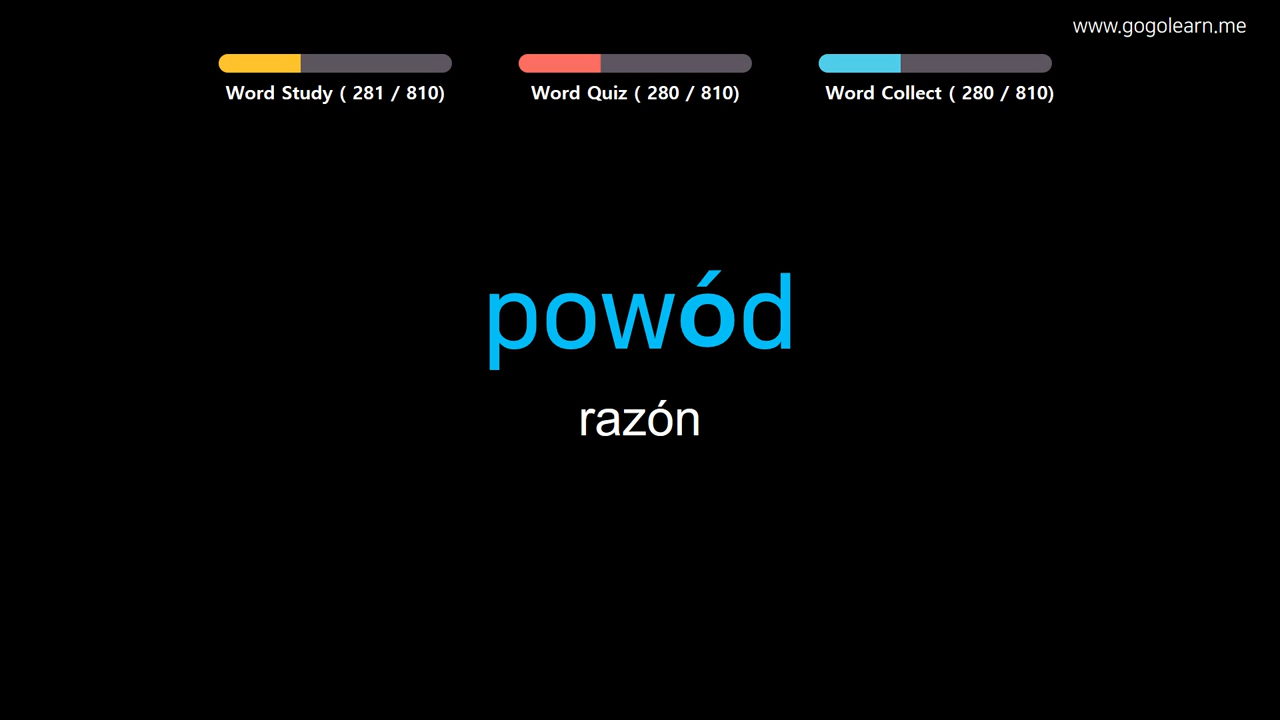 www.gogolearn.me
Word Study ( 281 / 810)
Word Quiz ( 280 / 810)
Word Collect ( 280 / 810)
powód
razón